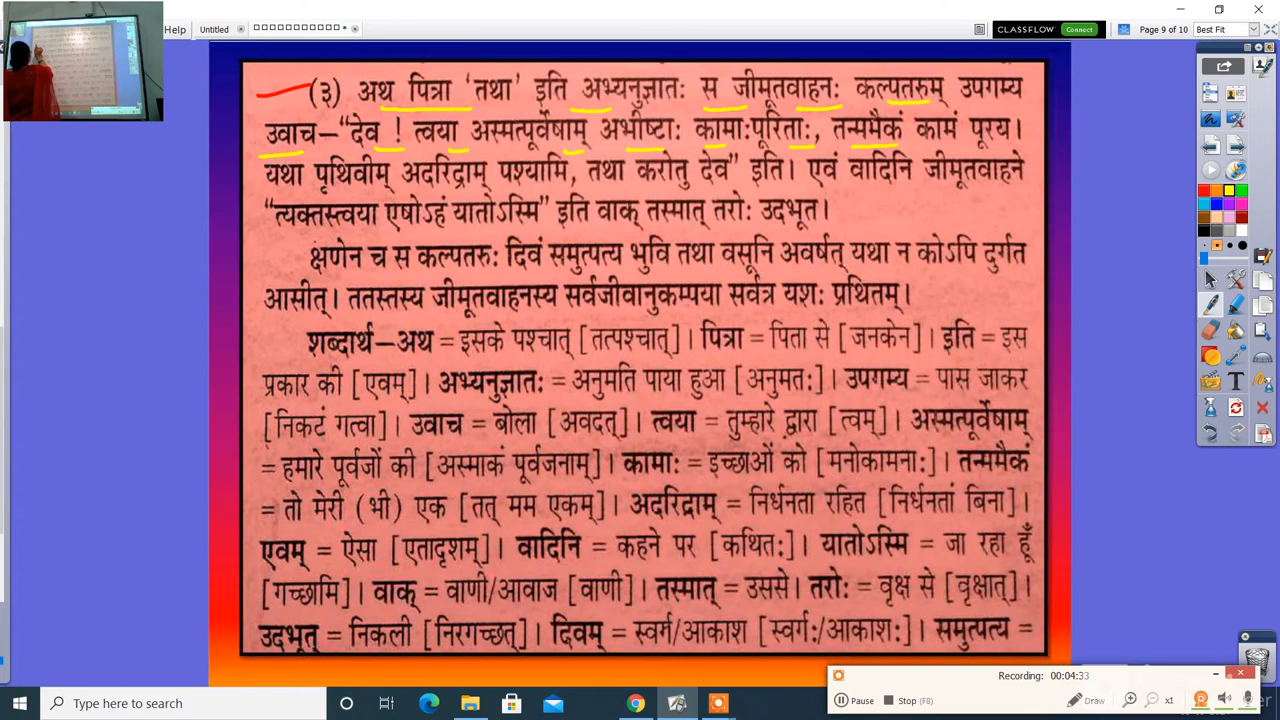 Help
Untitled
CLASSFLOW Connect
Page 9 of 10
Best Fit
(३) अथ पित्रा 'तथा' इति अभ्यनुज्ञातः स जीमूतवाहनः कल्पतरुम् उपगम्य
उवाच–"देव ! त्वया अस्मत्पूर्वेषाम् अभीष्टाः कामाःपूरिताः, तन्ममैकं कामं पूरय।
यथा पृथिवीम् अदरिद्राम् पश्यामि, तथा करोतु देव" इति। एवं वादिनि जीमूतवाहने
"त्यक्तस्त्वया एषोऽहं यातोऽस्मि" इति वाक् तस्मात् तरोः उदभूत।
क्षणेन च स कल्पतरुः दिवं समुत्पत्य भुवि तथा वसूनि अवर्षत् यथा न कोऽपि दुर्गत
आसीत्। ततस्तस्य जीमूतवाहनस्य सर्वजीवानुकम्पया सर्वत्र यशः प्रथितम्।
शब्दार्थ–अथ = इसके पश्चात् [तत्पश्चात्]। पित्रा = पिता से [जनकेन]। इति = इस
प्रकार की [एवम्]। अभ्यनुज्ञातः = अनुमति पाया हुआ [अनुमतः]। उपगम्य = पास जाकर
[निकटं गत्वा]। उवाच = बोला [अवदत्]। त्वया = तुम्हारे द्वारा [त्वम्]। अस्मत्पूर्वेषाम्
= हमारे पूर्वजों की [अस्माकं पूर्वजनाम्]। कामाः = इच्छाओं को [मनोकामनाः]। तन्ममैकं
= तो मेरी (भी) एक [तत् मम एकम्]। अदरिद्राम् = निर्धनता रहित [निर्धनतां बिना]।
एवम् = ऐसा [एतादृशम्]। वादिनि = कहने पर [कथितः]। यातोऽस्मि = जा रहा हूँ
[गच्छामि]। वाक् = वाणी/आवाज [वाणी]। तस्मात् = उससे। तरोः = वृक्ष से [वृक्षात्]।
उदभूत् = निकली [निरगच्छत्]। दिवम् = स्वर्ग/आकाश [स्वर्गः/आकाशः]। समुत्पत्य =
Recording: 00:04:33
Pause Stop (F8) Draw x1
Type here to search